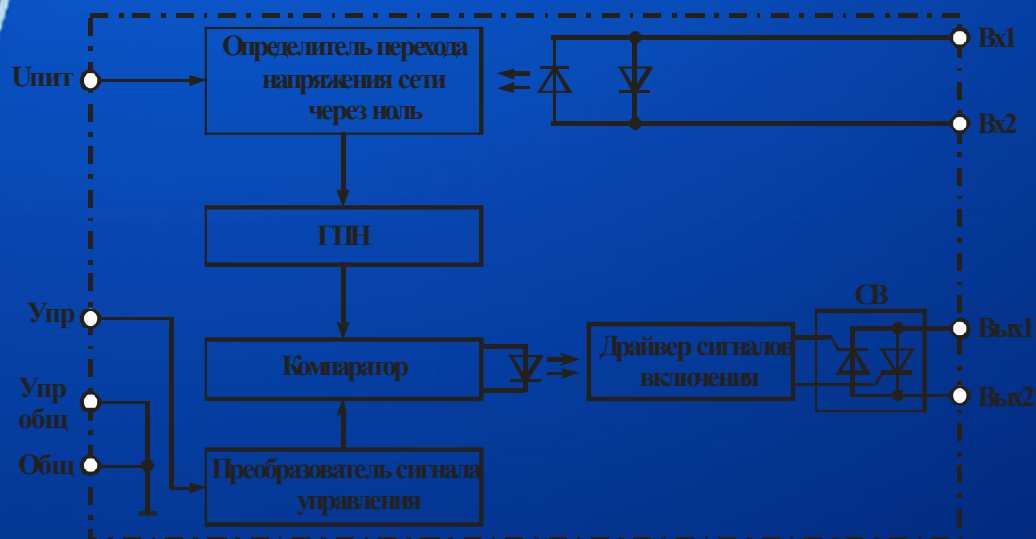 Uпит
Определитель перехода
напряжения сети
через ноль
Вх1
Вх2
ГПН
Упр
Компаратор
Драйвер сигналов
включения
СВ
Вых1
Вых2
Упр
общ
Общ
Преобразователь сигнала
управления